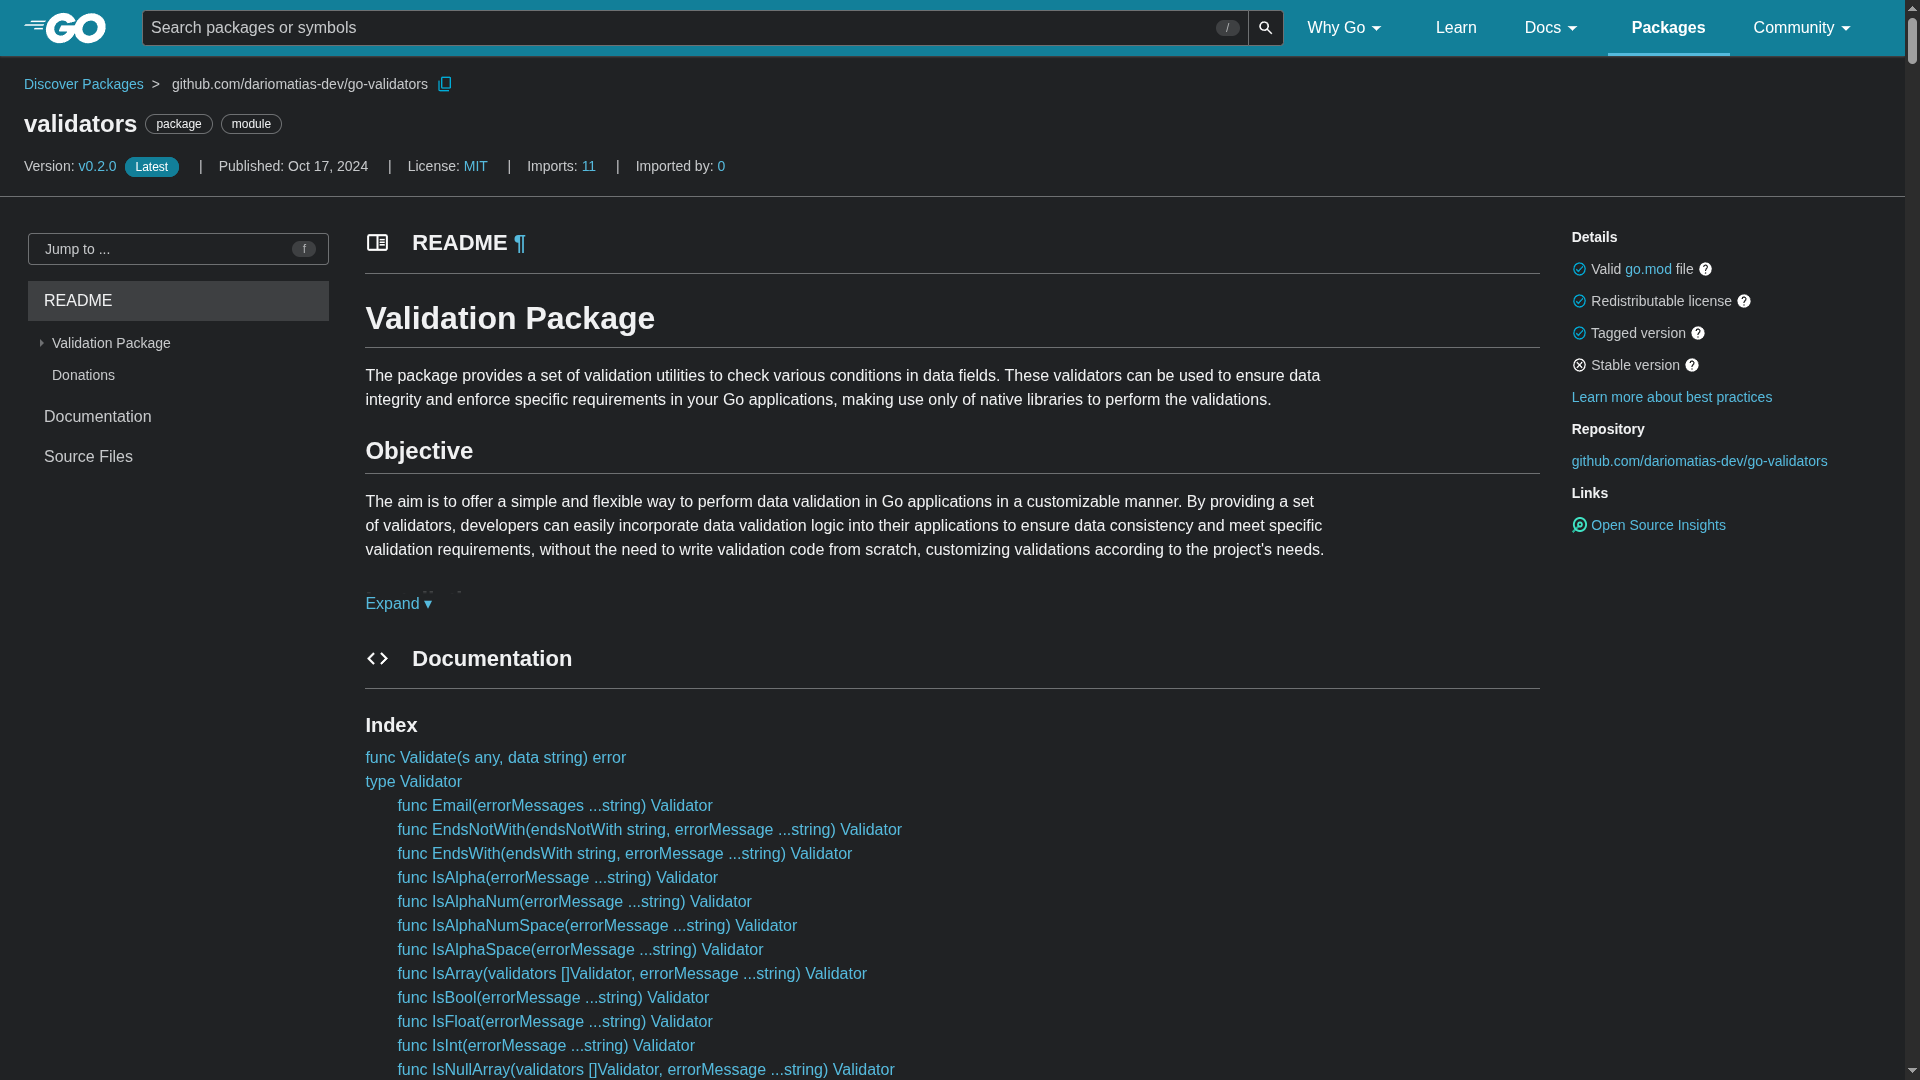 GO
Search packages or symbols
/
Why Go
Learn
Docs
Packages
Community
Discover Packages > github.com/dariomatias-dev/go-validators
validators package module
Version: v0.2.0 Latest | Published: Oct 17, 2024 | License: MIT | Imports: 11 | Imported by: 0
Jump to ... f
README
Validation Package
Donations
Documentation
Source Files
README ¶
Validation Package
The package provides a set of validation utilities to check various conditions in data fields. These validators can be used to ensure data
integrity and enforce specific requirements in your Go applications, making use only of native libraries to perform the validations.
Objective
The aim is to offer a simple and flexible way to perform data validation in Go applications in a customizable manner. By providing a set
of validators, developers can easily incorporate data validation logic into their applications to ensure data consistency and meet specific
validation requirements, without the need to write validation code from scratch, customizing validations according to the project's needs.
Expand ▾
Documentation
Index
func Validate(s any, data string) error
type Validator
func Email(errorMessages ...string) Validator
func EndsNotWith(endsNotWith string, errorMessage ...string) Validator
func EndsWith(endsWith string, errorMessage ...string) Validator
func IsAlpha(errorMessage ...string) Validator
func IsAlphaNum(errorMessage ...string) Validator
func IsAlphaNumSpace(errorMessage ...string) Validator
func IsAlphaSpace(errorMessage ...string) Validator
func IsArray(validators []Validator, errorMessage ...string) Validator
func IsBool(errorMessage ...string) Validator
func IsFloat(errorMessage ...string) Validator
func IsInt(errorMessage ...string) Validator
func IsNullArray(validators []Validator, errorMessage ...string) Validator
Details
Valid go.mod file
Redistributable license
Tagged version
Stable version
Learn more about best practices
Repository
github.com/dariomatias-dev/go-validators
Links
Open Source Insights